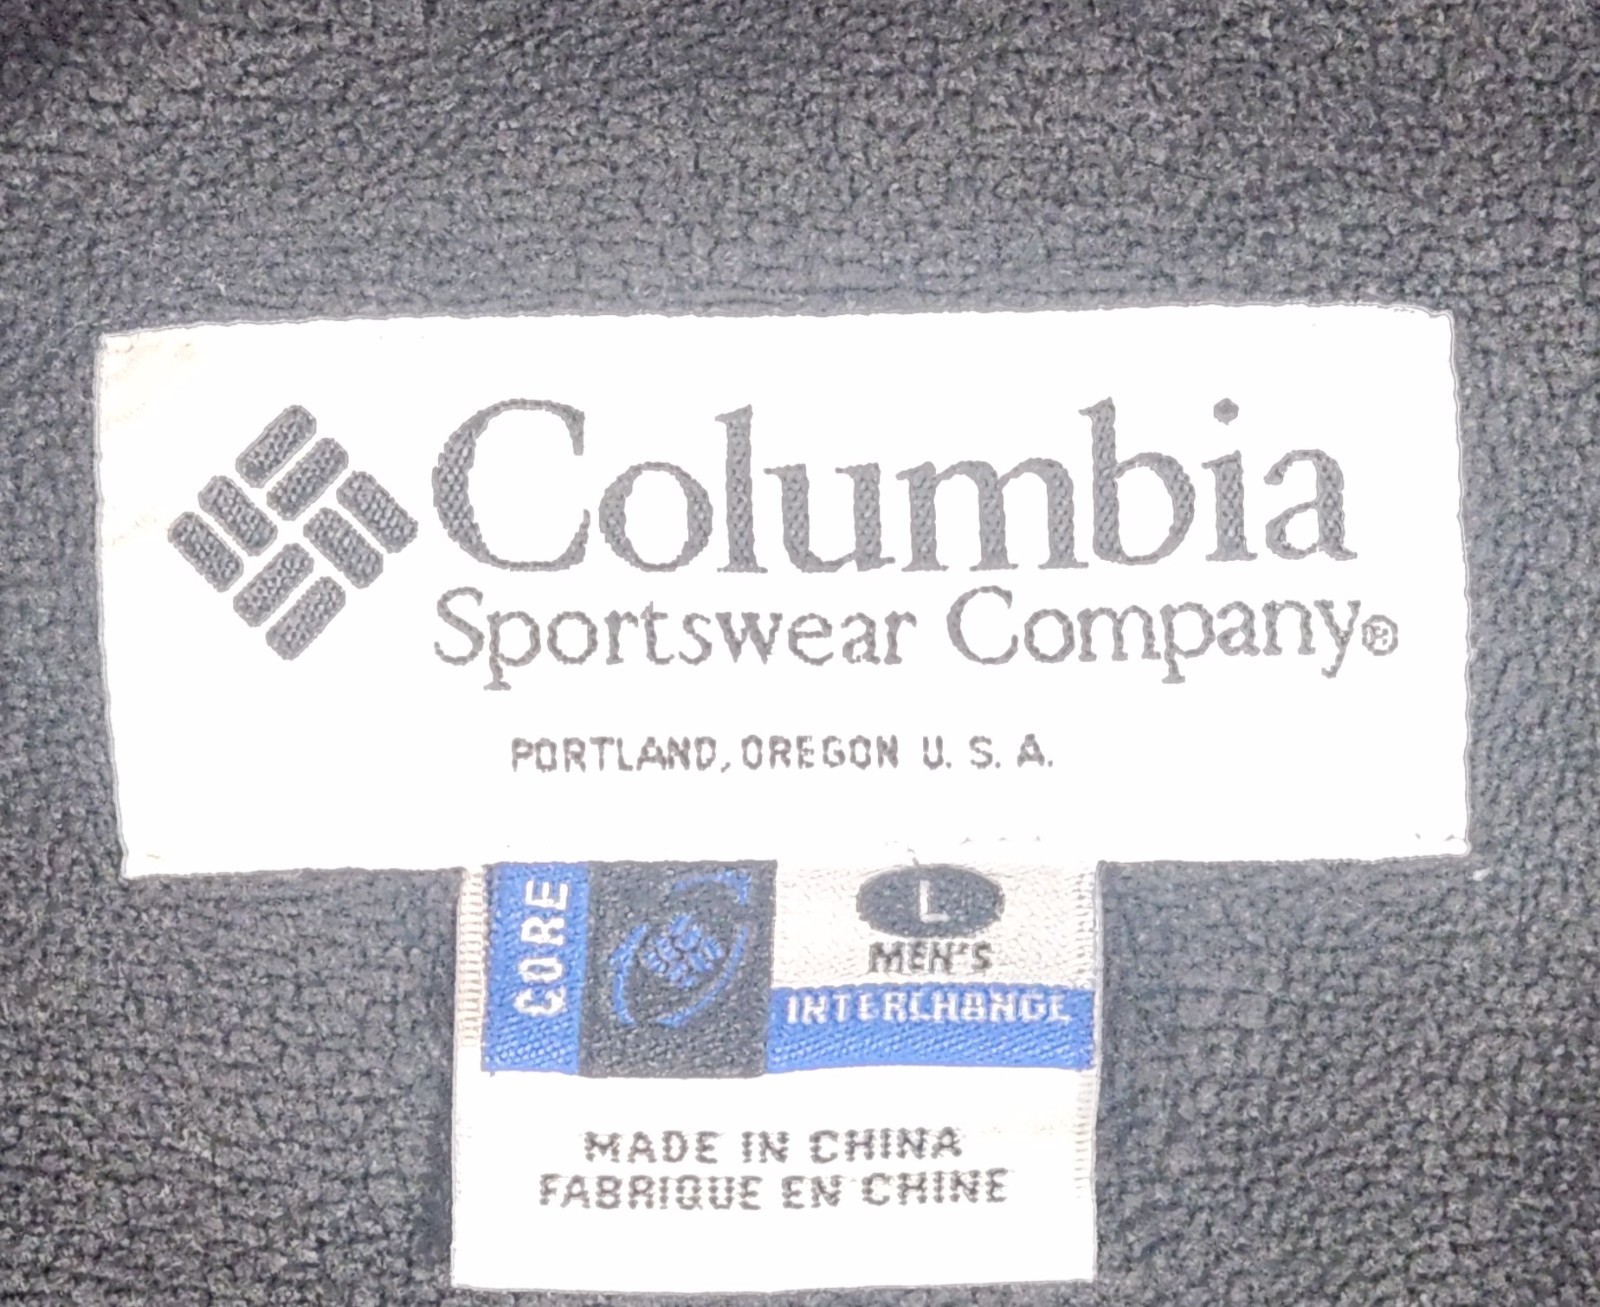 Columbia
Sportswear Company®
PORTLAND, OREGON U. S. A.
CORE
L
MEN'S
INTERCHANGE
MADE IN CHINA
FABRIQUE EN CHINE